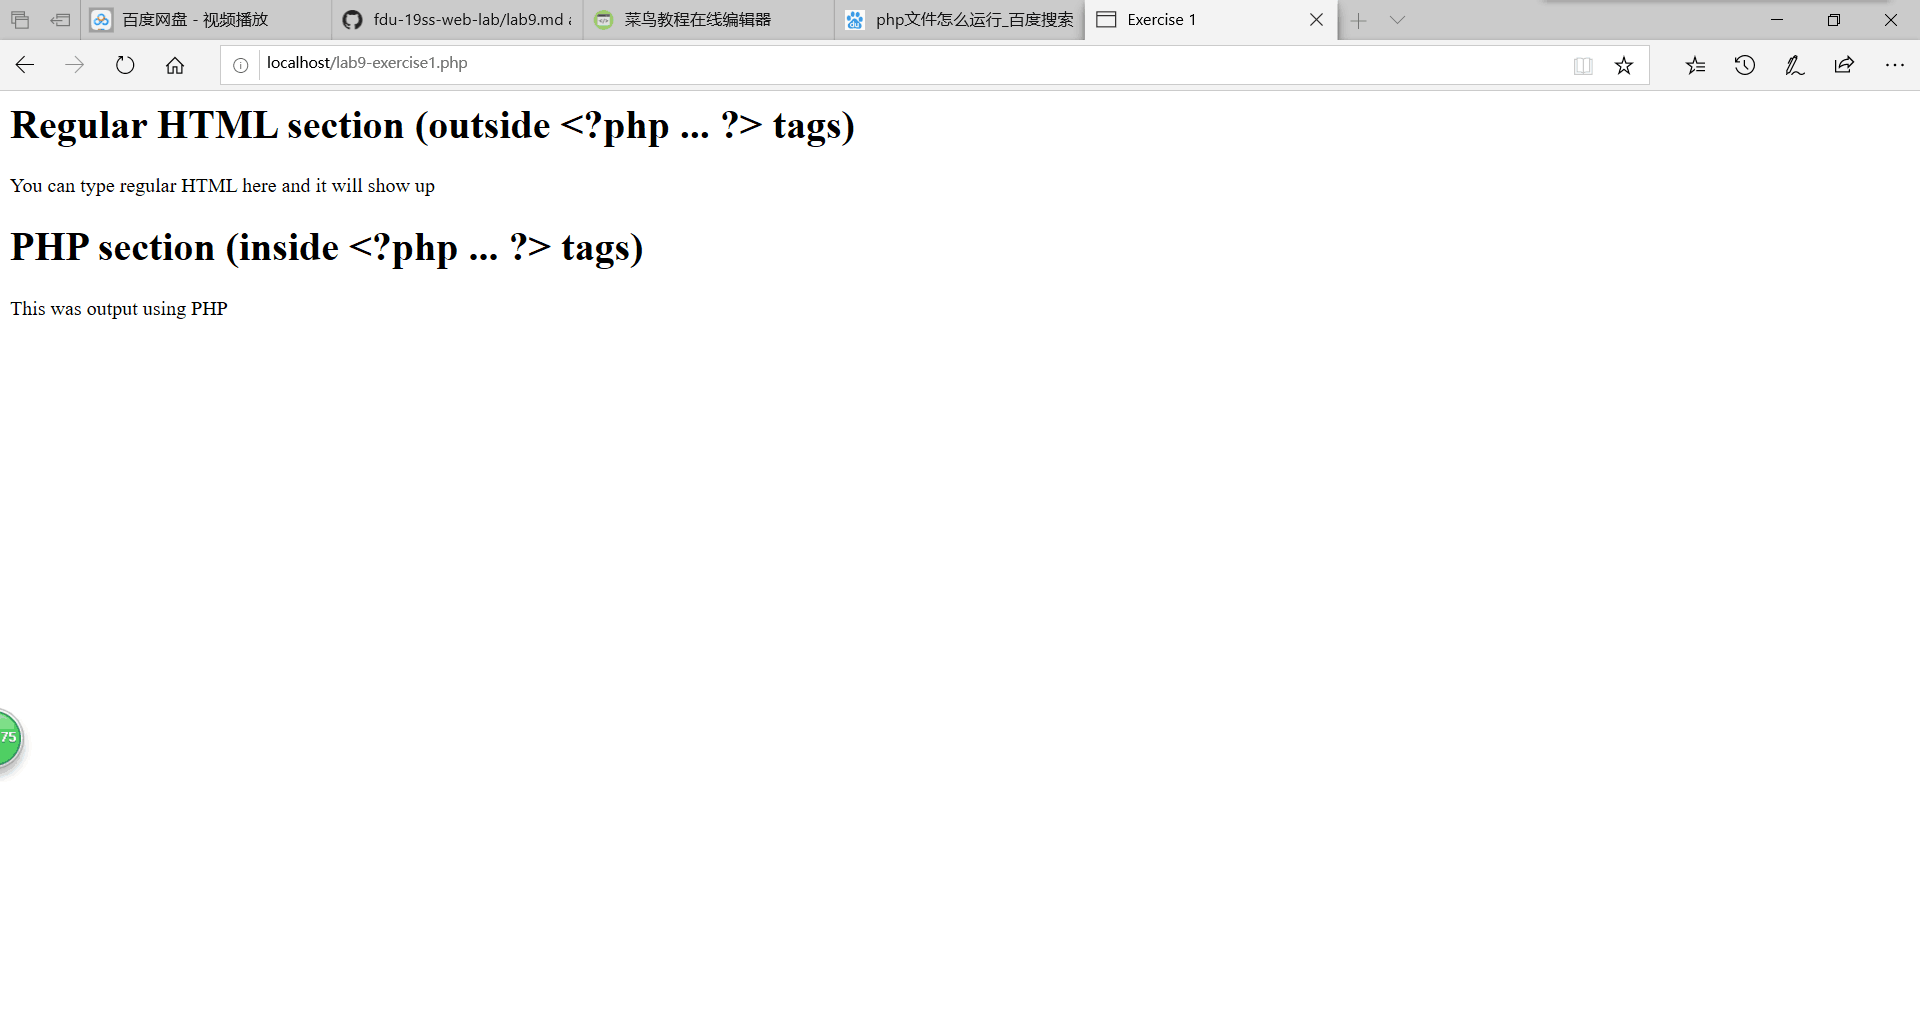 百度网盘 - 视频播放
fdu-19ss-web-lab/lab9.md
菜鸟教程在线编辑器
php文件怎么运行_百度搜索
Exercise 1
localhost/lab9-exercise1.php
Regular HTML section (outside <?php ... ?> tags)
You can type regular HTML here and it will show up
PHP section (inside <?php ... ?> tags)
This was output using PHP
75